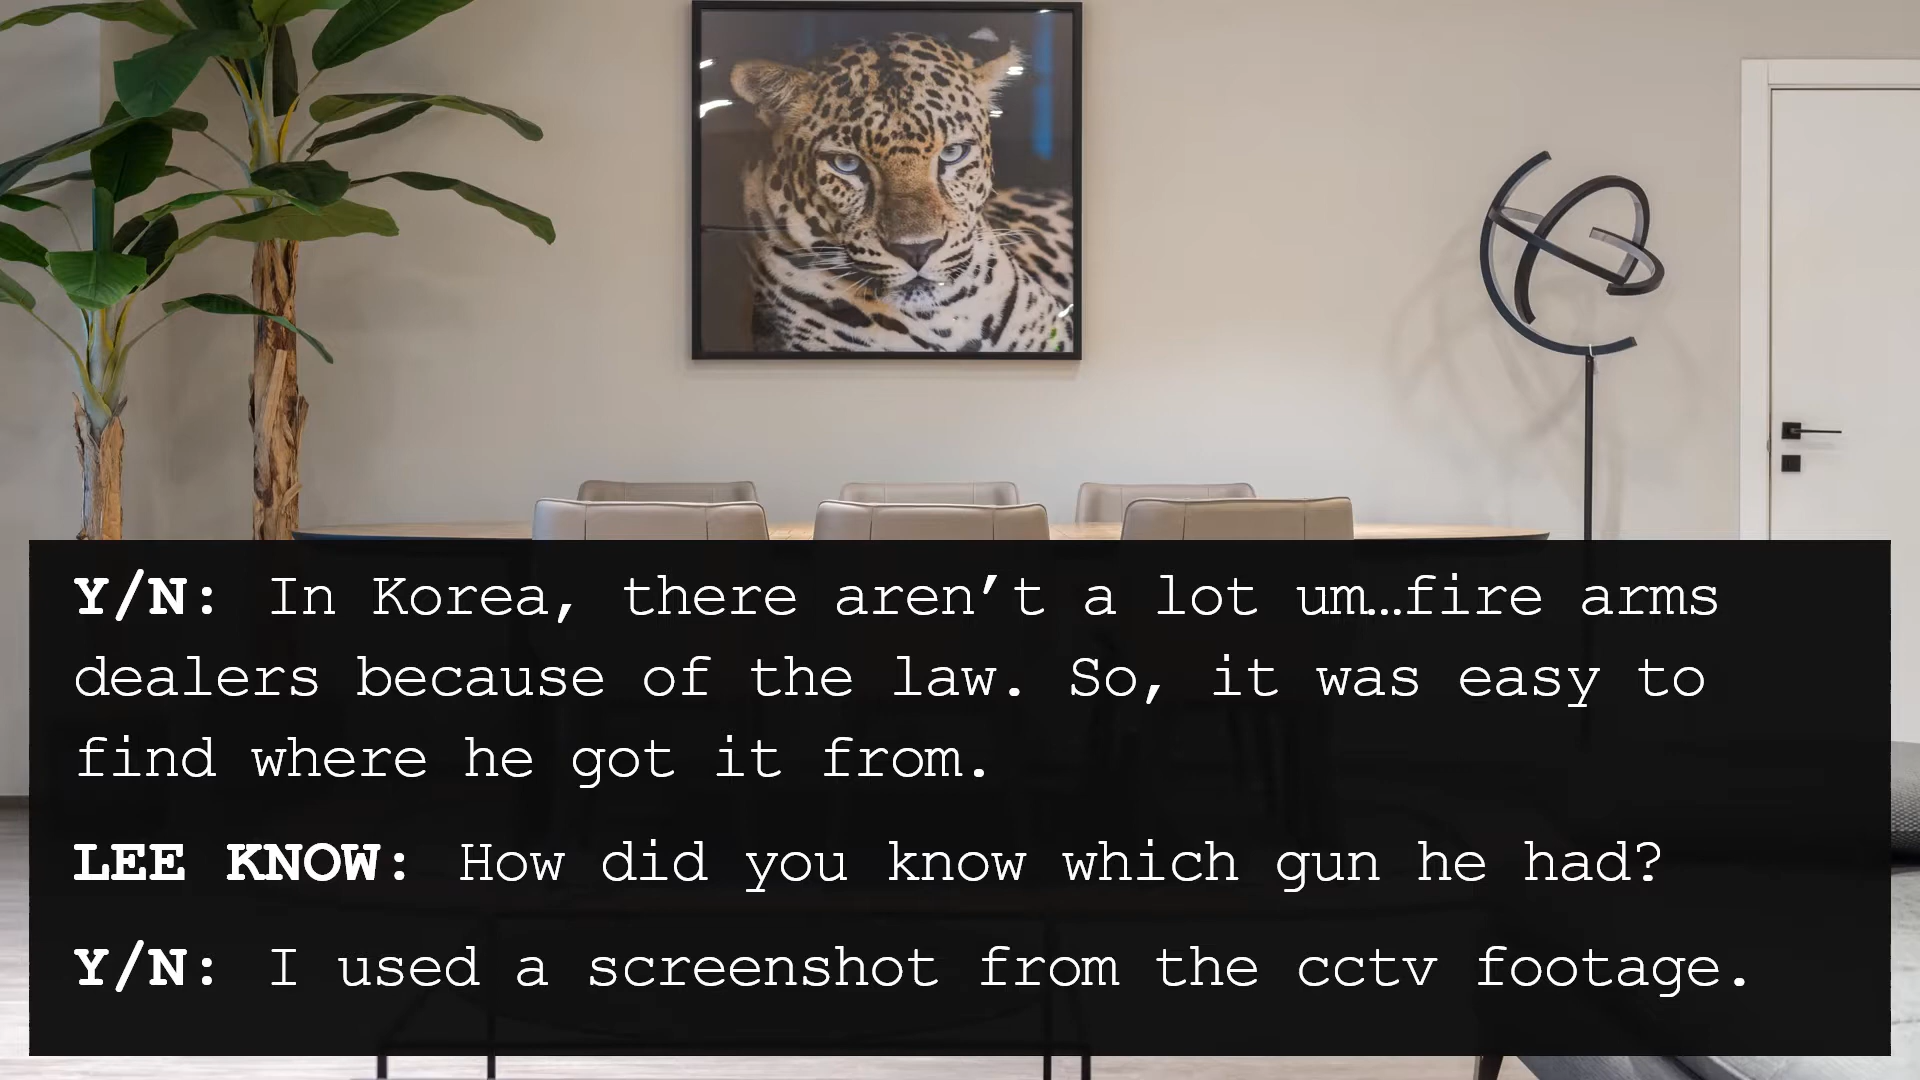 Y/N: In Korea, there aren’t a lot um…fire arms
dealers because of the law. So, it was easy to
find where he got it from.
LEE KNOW: How did you know which gun he had?
Y/N: I used a screenshot from the cctv footage.